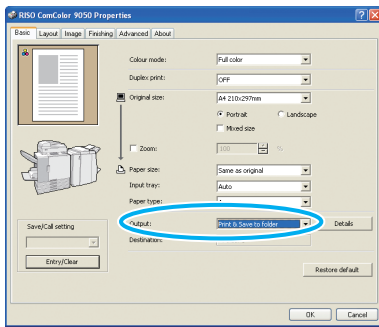 RISO ComColor 9050 Properties
Basic Layout Image Finishing Advanced About
Colour mode: Full color
Duplex print: OFF
Original size: A4 210x297mm
Portrait Landscape
Mixed size
Zoom: 100 %
Paper size: Same as original
Input tray: Auto
Paper type:
Save/Call setting
Output: Print & Save to folder Details
Destination:
Entry/Clear
Restore default
OK Cancel